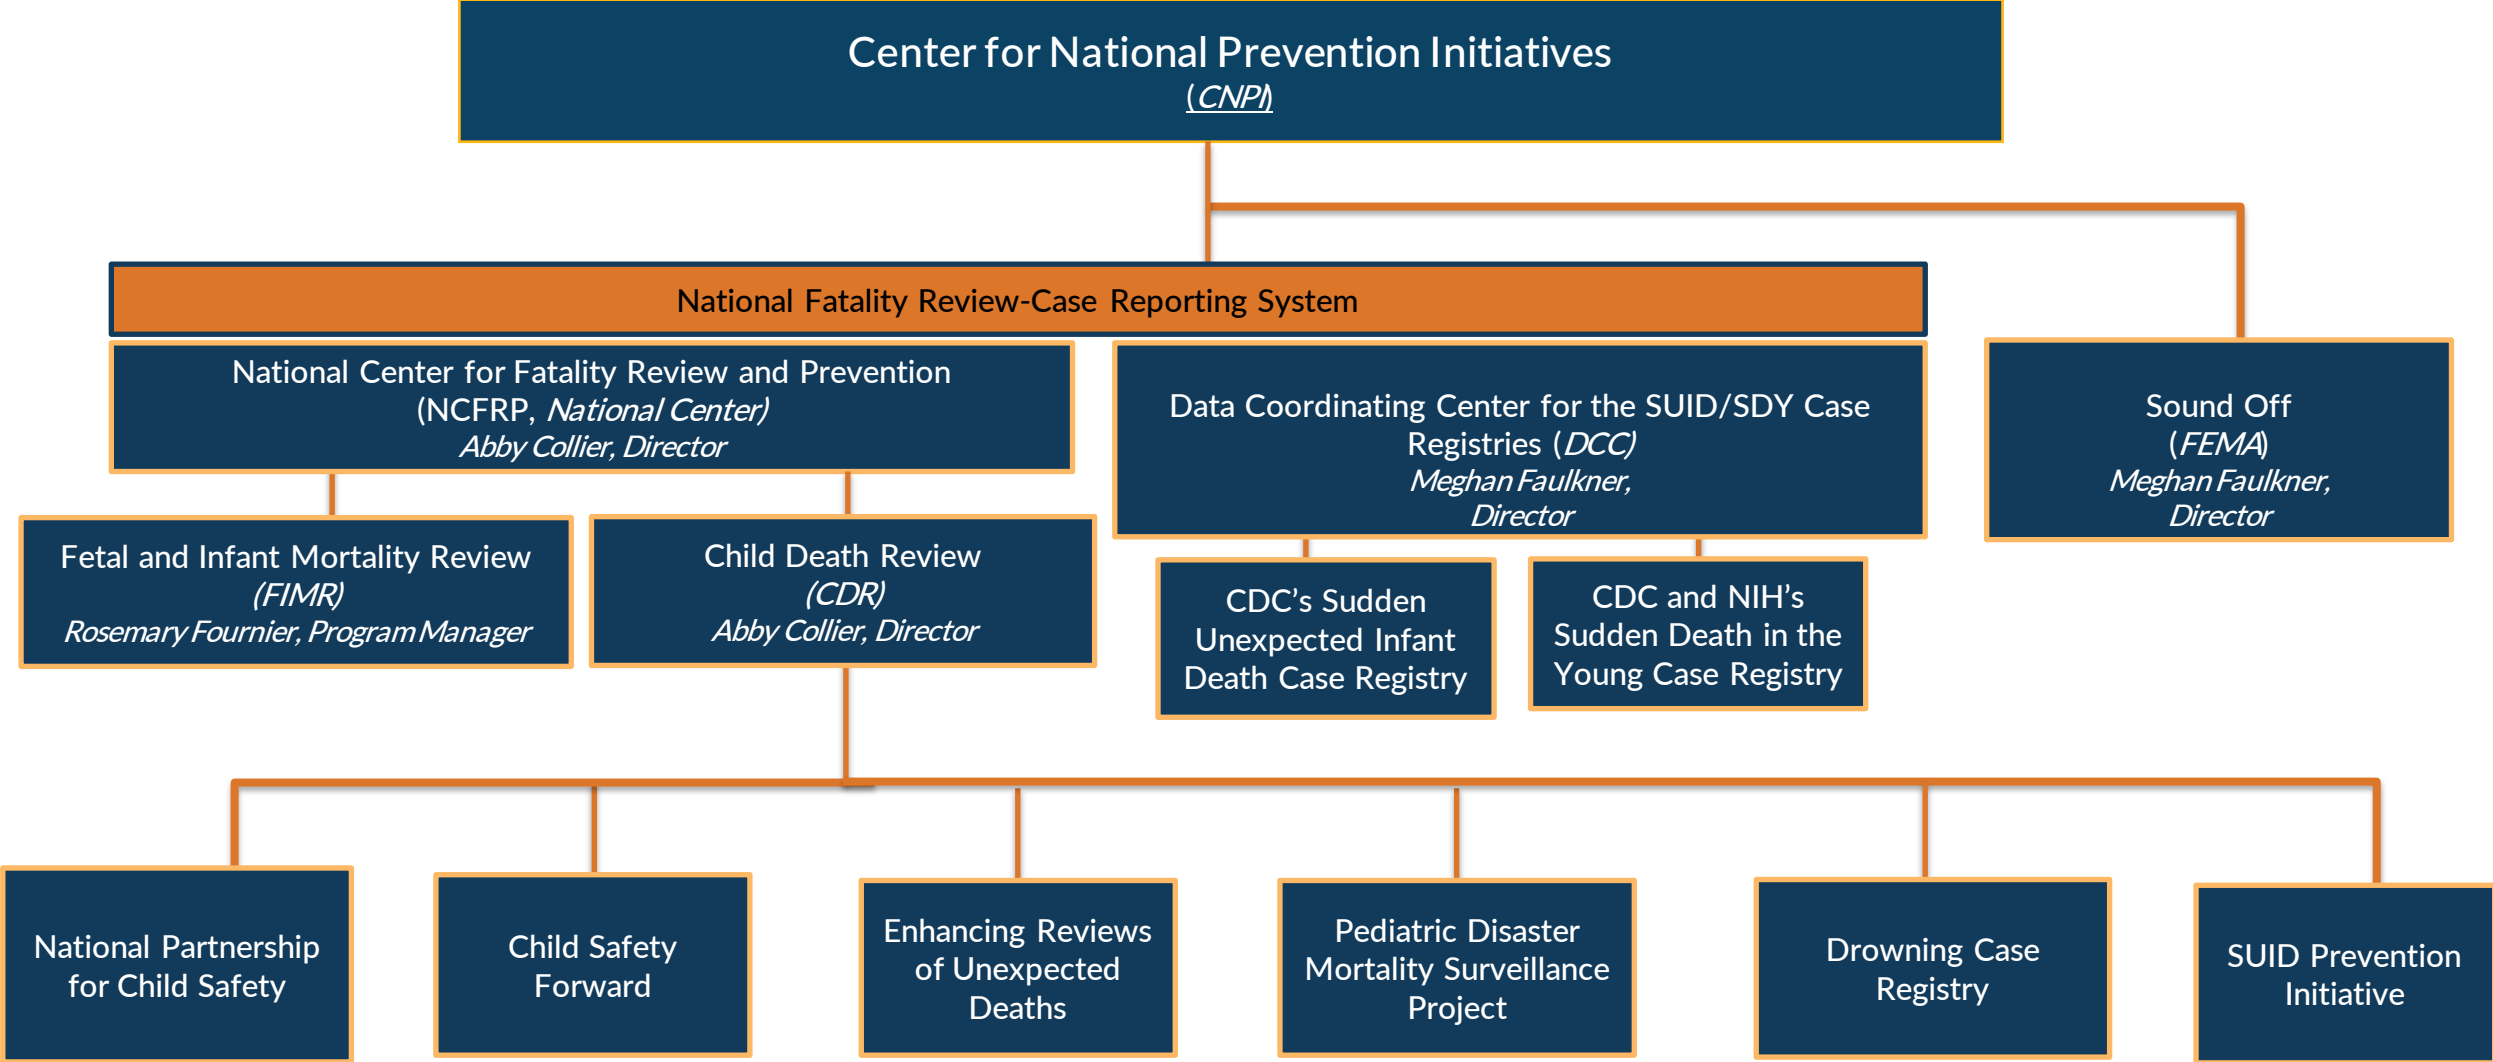 Center for National Prevention Initiatives
(CNPI)
National Fatality Review-Case Reporting System
National Center for Fatality Review and Prevention
(NCFRP, National Center)
Abby Collier, Director
Data Coordinating Center for the SUID/SDY Case
Registries (DCC)
Meghan Faulkner,
Director
Sound Off
(FEMA)
Meghan Faulkner,
Director
Fetal and Infant Mortality Review
(FIMR)
Rosemary Fournier, Program Manager
Child Death Review
(CDR)
Abby Collier, Director
CDC’s Sudden
Unexpected Infant
Death Case Registry
CDC and NIH’s
Sudden Death in the
Young Case Registry
National Partnership
for Child Safety
Child Safety
Forward
Enhancing Reviews
of Unexpected
Deaths
Pediatric Disaster
Mortality Surveillance
Project
Drowning Case
Registry
SUID Prevention
Initiative